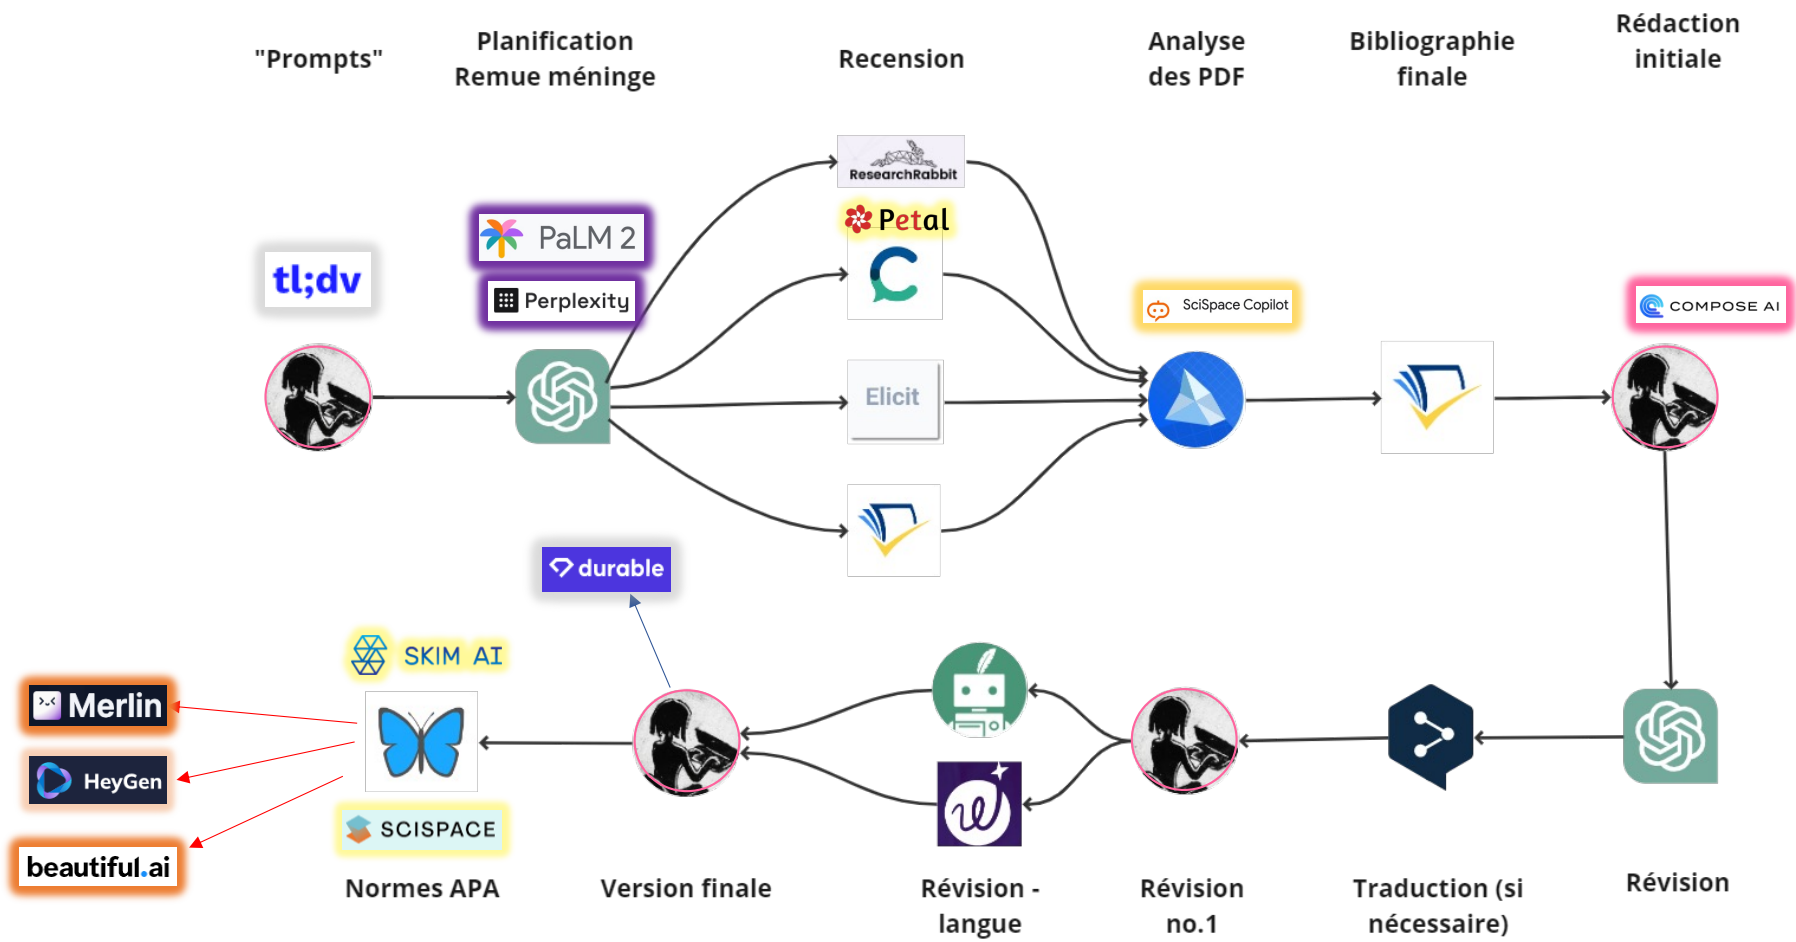 "Prompts"
Planification
Remue méninge
Recension
Analyse
des PDF
Bibliographie
finale
Rédaction
initiale
ResearchRabbit
Petal
PaLM 2
Perplexity
tl;dv
SciSpace Copilot
COMPOSE AI
Elicit
durable
SKIM AI
Merlin
HeyGen
SCISPACE
beautiful.ai
Normes APA
Version finale
Révision -
langue
Révision
no.1
Traduction (si
nécessaire)
Révision